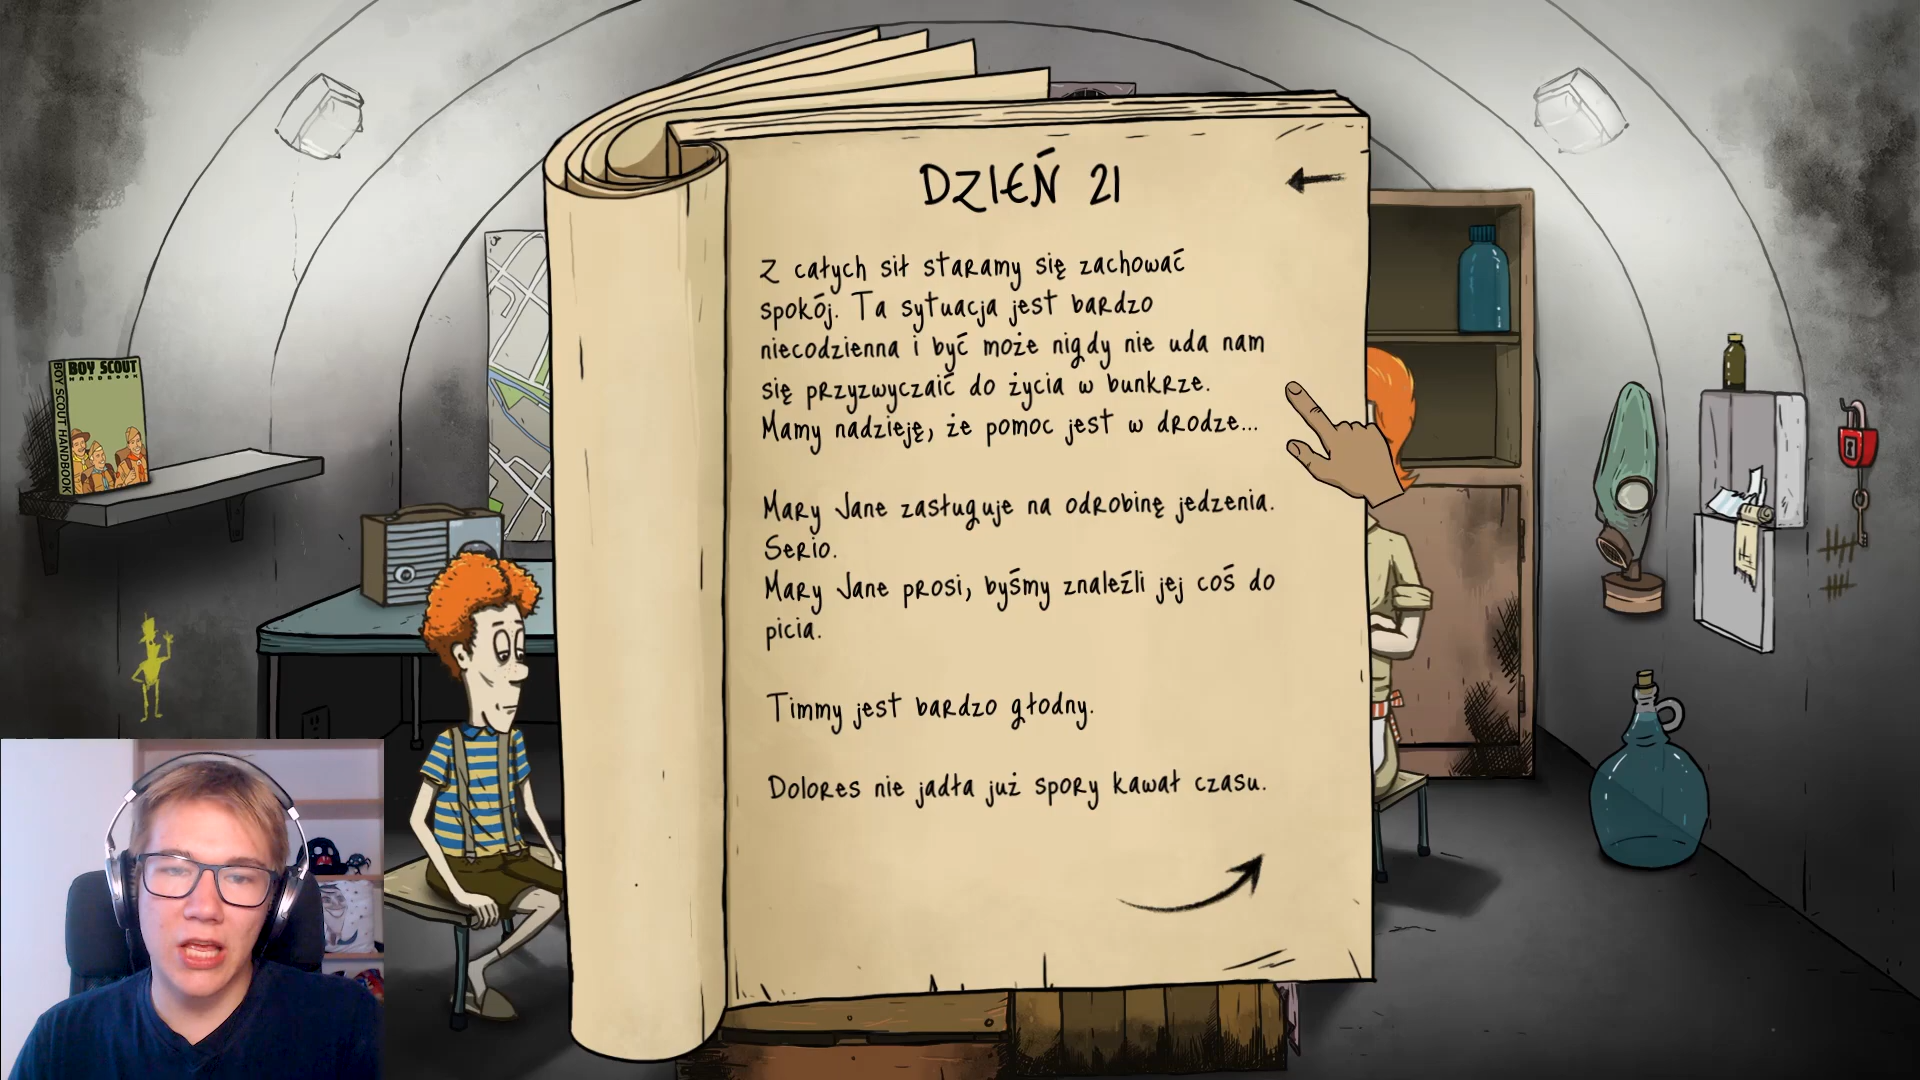 BOY SCOUT
HANDBOOK
BOY SCOUT HANDBOOK
DZIEŃ 21
Z całych sił staramy się zachować
spokój. Ta sytuacja jest bardzo
niecodzienna i być może nigdy nie uda nam
się przyzwyczaić do życia w bunkrze.
Mamy nadzieję, że pomoc jest w drodze...
Mary Jane zasługuje na odrobinę jedzenia.
Serio.
Mary Jane prosi, byśmy znaleźli jej coś do
picia.
Timmy jest bardzo głodny.
Dolores nie jadła już spory kawał czasu.